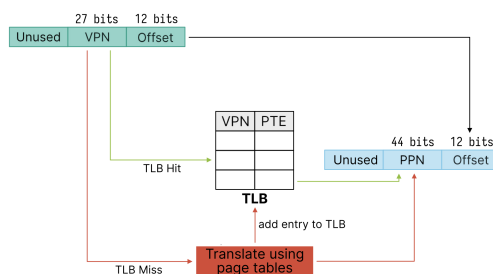 27 bits 12 bits
Unused VPN Offset
VPN PTE
44 bits 12 bits
Unused PPN Offset
TLB Hit
TLB
add entry to TLB
Translate using
page tables
TLB Miss